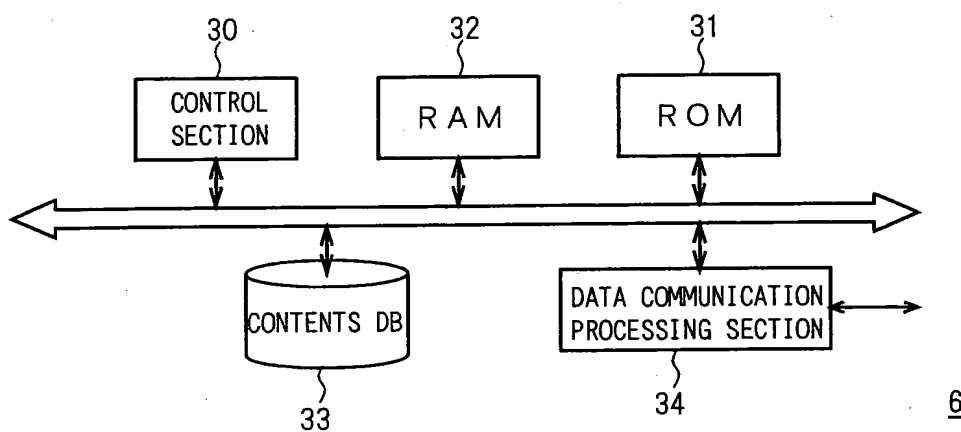 30
32
31
CONTROL
SECTION
RAM
ROM
CONTENTS DB
DATA COMMUNICATION
PROCESSING SECTION
33
34
6